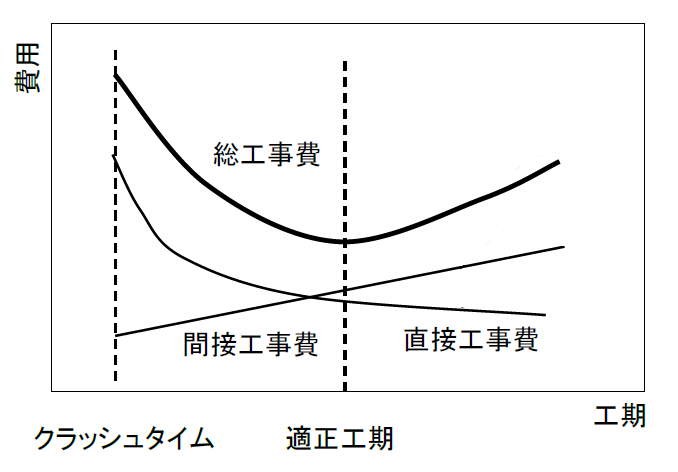 費用
総工事費
間接工事費
直接工事費
工期
クラッシュタイム
適正工期